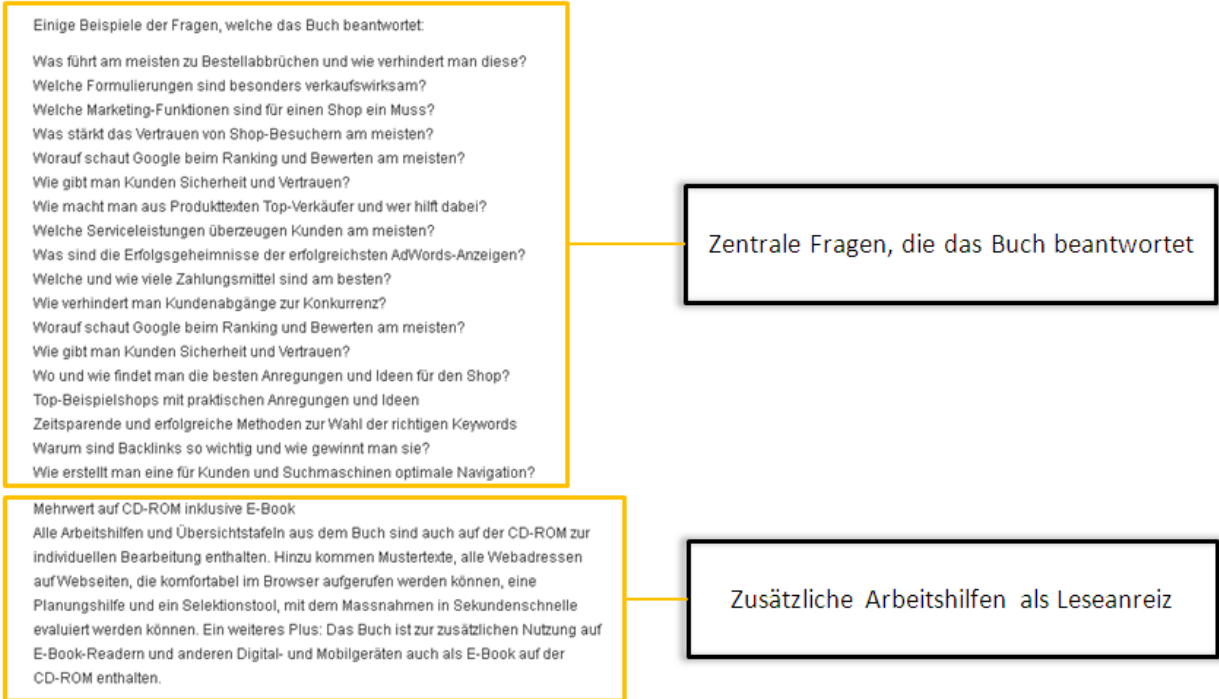 Einige Beispiele der Fragen, welche das Buch beantwortet:
Was führt am meisten zu Bestellabbrüchen und wie verhindert man diese?
Welche Formulierungen sind besonders verkaufswirksam?
Welche Marketing-Funktionen sind für einen Shop ein Muss?
Was stärkt das Vertrauen von Shop-Besuchern am meisten?
Worauf schaut Google beim Ranking und Bewerten am meisten?
Wie gibt man Kunden Sicherheit und Vertrauen?
Wie macht man aus Produkttexten Top-Verkäufer und wer hilft dabei?
Welche Serviceleistungen überzeugen Kunden am meisten?
Was sind die Erfolgsgeheimnisse der erfolgreichsten AdWords-Anzeigen?
Welche und wie viele Zahlungsmittel sind am besten?
Wie verhindert man Kundenabgänge zur Konkurrenz?
Worauf schaut Google beim Ranking und Bewerten am meisten?
Wie gibt man Kunden Sicherheit und Vertrauen?
Wo und wie findet man die besten Anregungen und Ideen für den Shop?
Top-Beispielshops mit praktischen Anregungen und Ideen
Zeitsparende und erfolgreiche Methoden zur Wahl der richtigen Keywords
Warum sind Backlinks so wichtig und wie gewinnt man sie?
Wie erstellt man eine für Kunden und Suchmaschinen optimale Navigation?
Zentrale Fragen, die das Buch beantwortet
Mehrwert auf CD-ROM inklusive E-Book
Alle Arbeitshilfen und Übersichtstafeln aus dem Buch sind auch auf der CD-ROM zur
individuellen Bearbeitung enthalten. Hinzu kommen Mustertexte, alle Webadressen
auf Webseiten, die komfortabel im Browser aufgerufen werden können, eine
Planungshilfe und ein Selektionstool, mit dem Massnahmen in Sekundenschnelle
evaluiert werden können. Ein weiteres Plus: Das Buch ist zur zusätzlichen Nutzung auf
E-Book-Readern und anderen Digital- und Mobilgeräten auch als E-Book auf der
CD-ROM enthalten.
Zusätzliche Arbeitshilfen als Leseanreiz